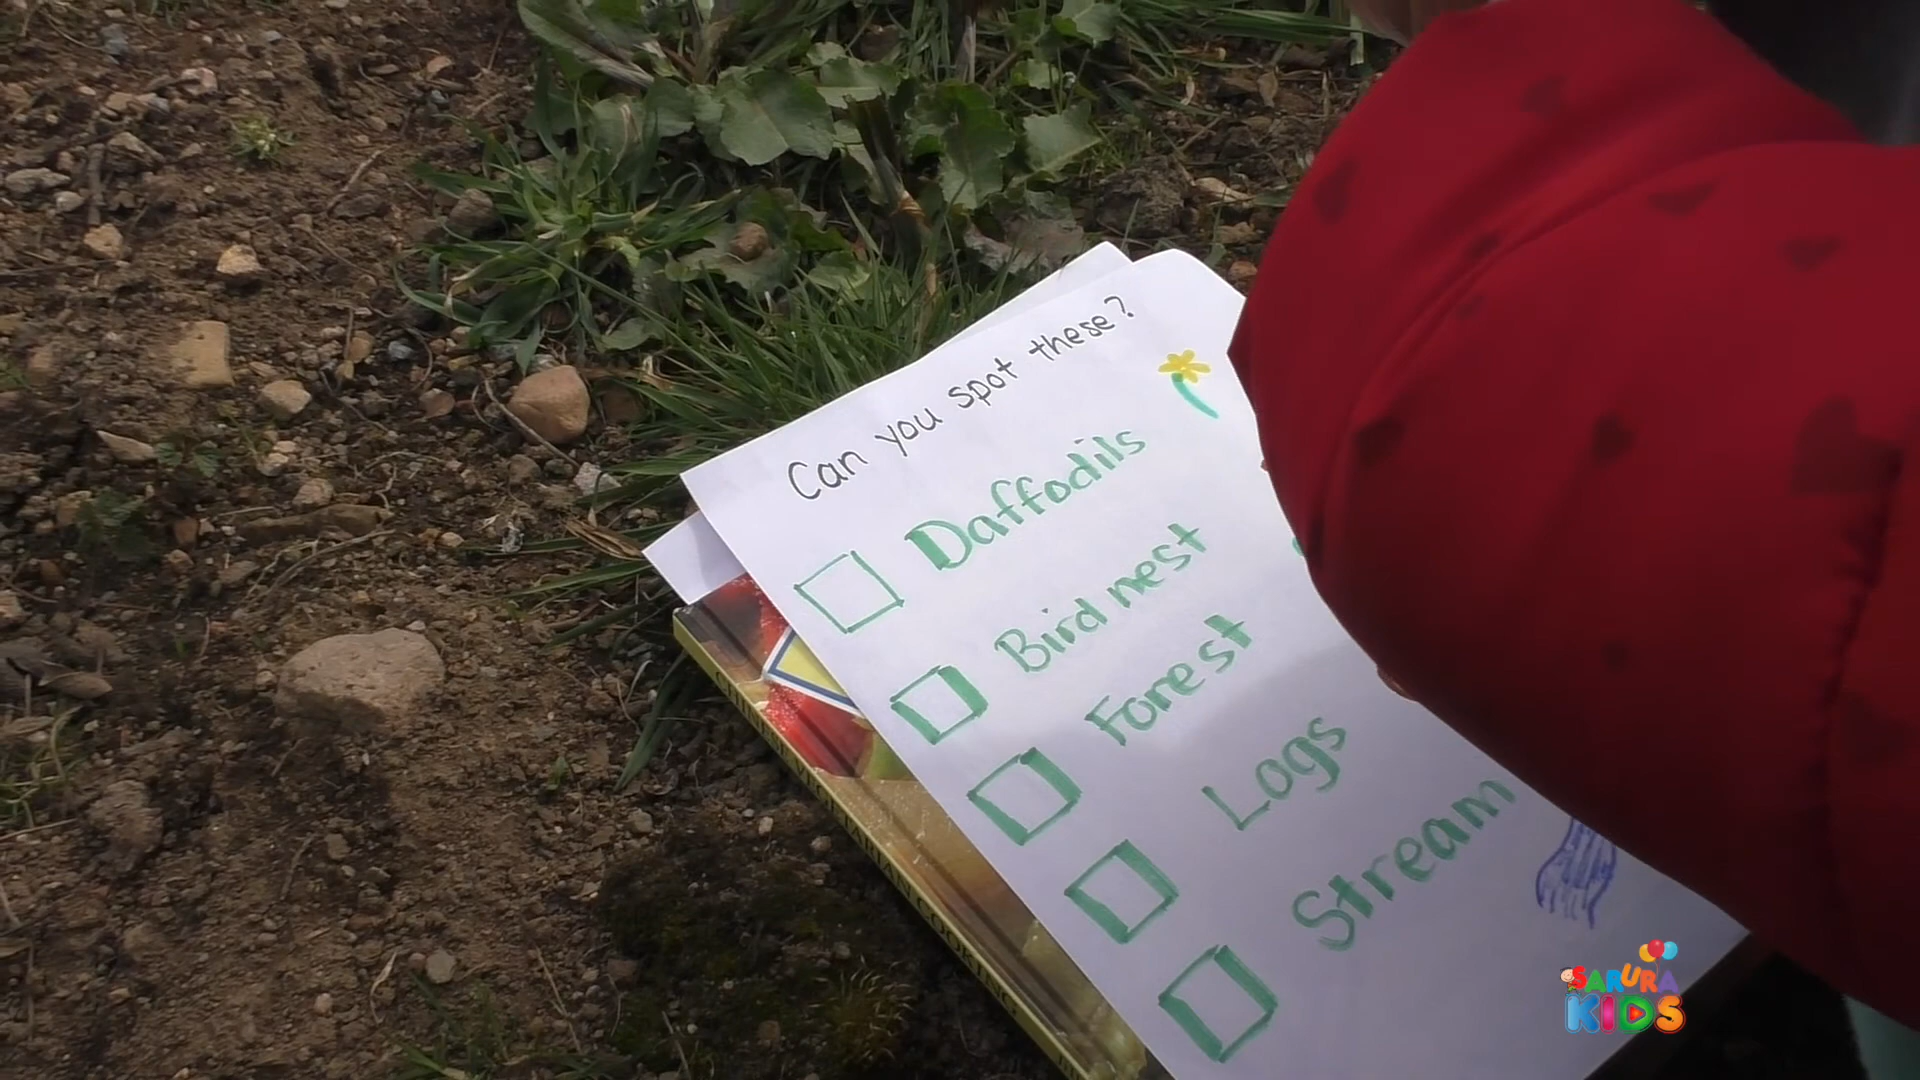 Can you spot these?
Daffodils
Bird nest
Forest
Logs
Stream
SAKURA
KIDS